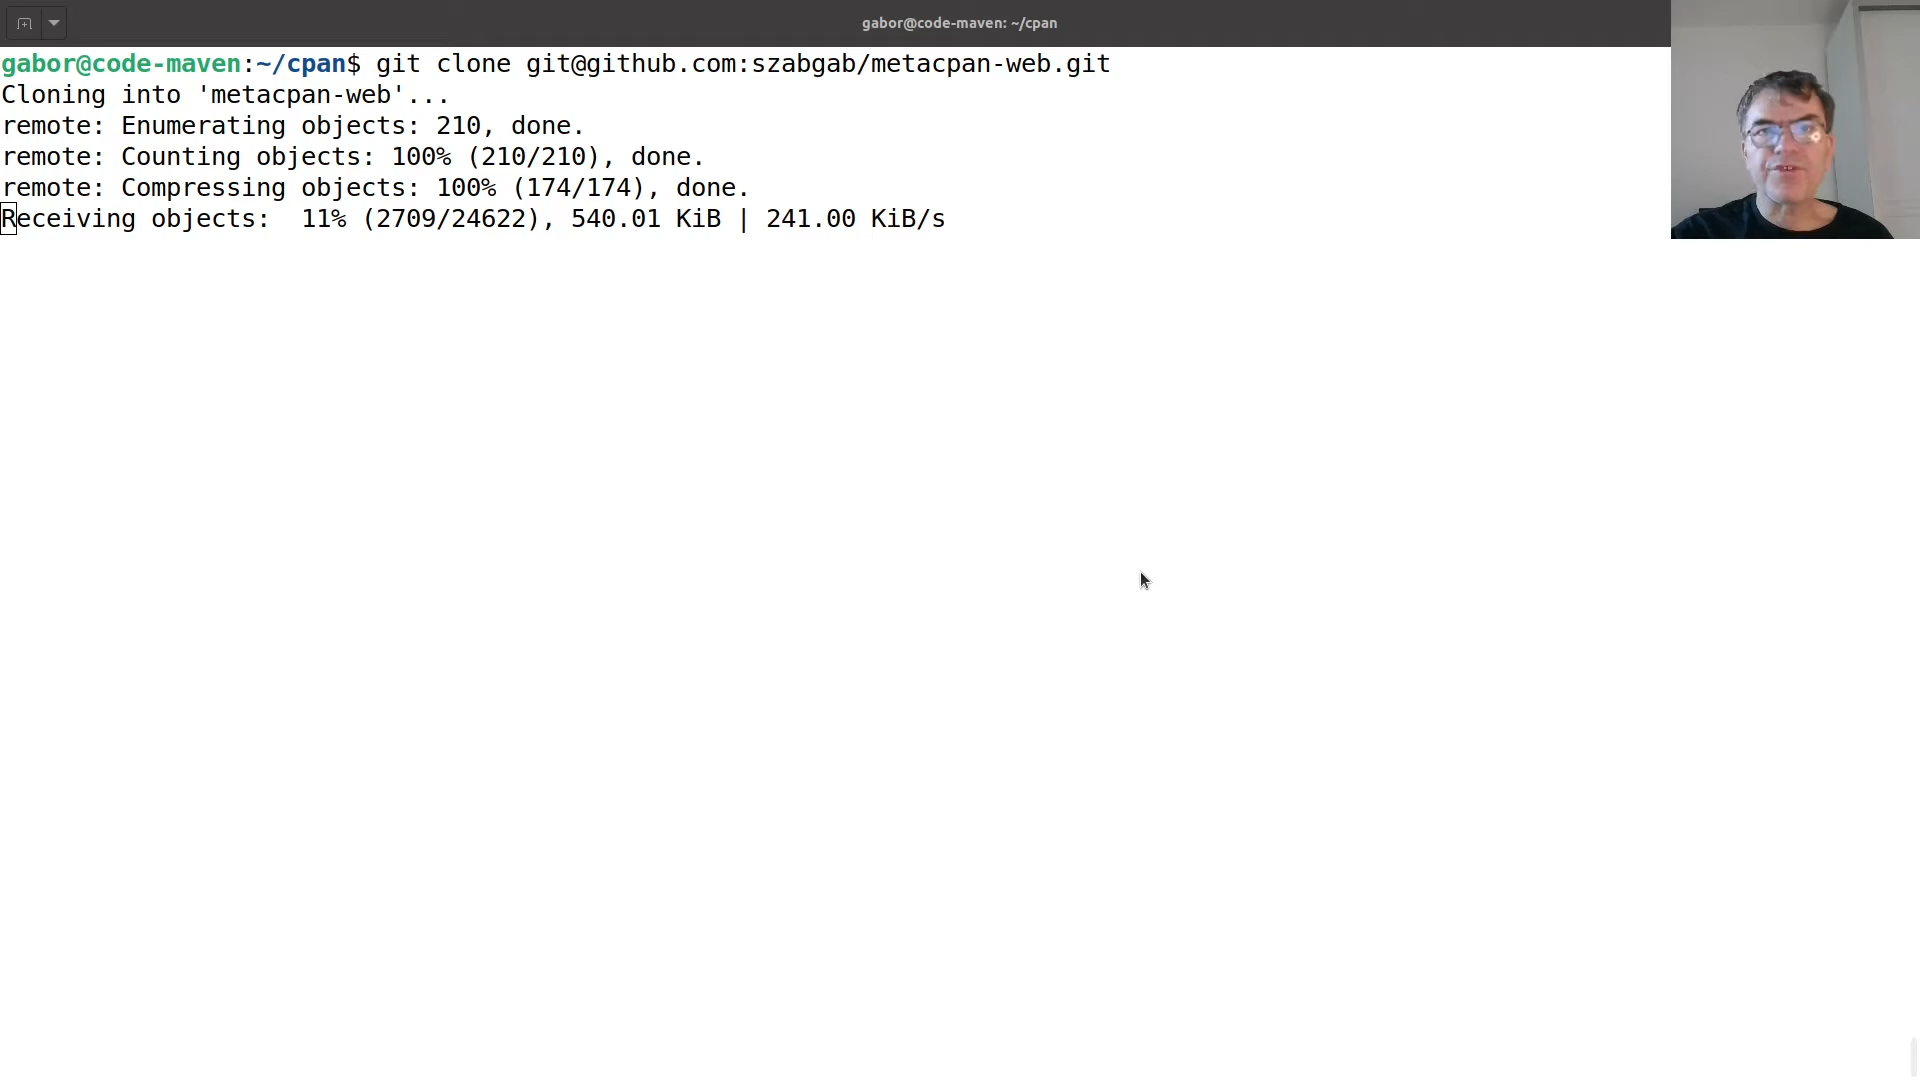 gabor@code-maven: ~/cpan
gabor@code-maven:~/cpan$ git clone git@github.com:szabgab/metacpan-web.git
Cloning into 'metacpan-web'...
remote: Enumerating objects: 210, done.
remote: Counting objects: 100% (210/210), done.
remote: Compressing objects: 100% (174/174), done.
Receiving objects:  11% (2709/24622), 540.01 KiB | 241.00 KiB/s